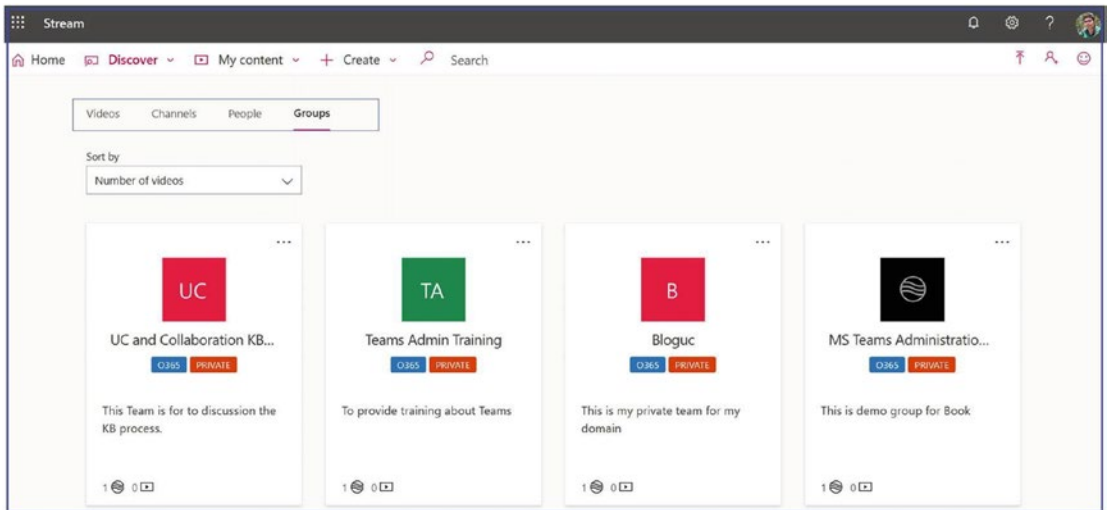 Stream ?
Home Discover My content + Create Search
Videos Channels People Groups
Sort by
Number of videos
... ... ... ...
UC TA B
UC and Collaboration KB... Teams Admin Training Bloguc MS Teams Administratio...
O365 PRIVATE O365 PRIVATE O365 PRIVATE O365 PRIVATE
This Team is for to discussion the To provide training about Teams This is my private team for my This is demo group for Book
KB process. domain
1 0 1 0 1 0 1 0